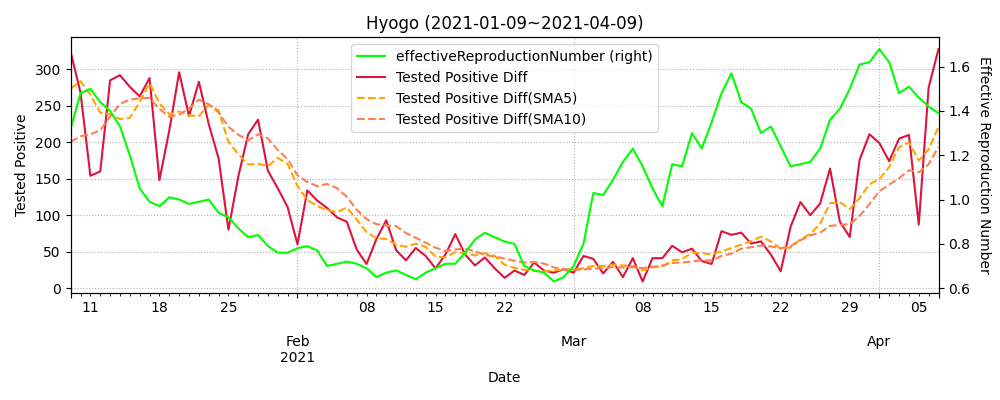 Hyogo (2021-01-09~2021-04-09)
effectiveReproductionNumber (right)
Tested Positive Diff
Tested Positive Diff(SMA5)
Tested Positive Diff(SMA10)
Tested Positive
300
250
200
150
100
50
0
1.6
1.4
1.2
1.0
0.8
0.6
Effective Reproduction Number
11 18 25 08 15 22 08 15 22 29 05
Feb Mar Apr
2021
Date